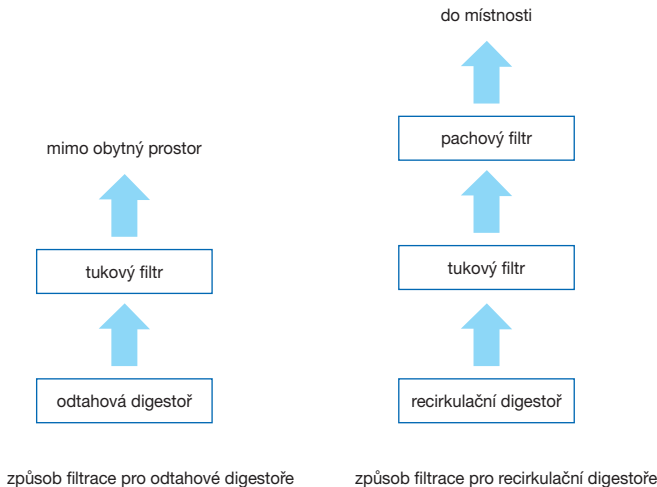 mimo obytný prostor
tukový filtr
odtahová digestoř
způsob filtrace pro odtahové digestoře
do místnosti
pachový filtr
tukový filtr
recirkulační digestoř
způsob filtrace pro recirkulační digestoře